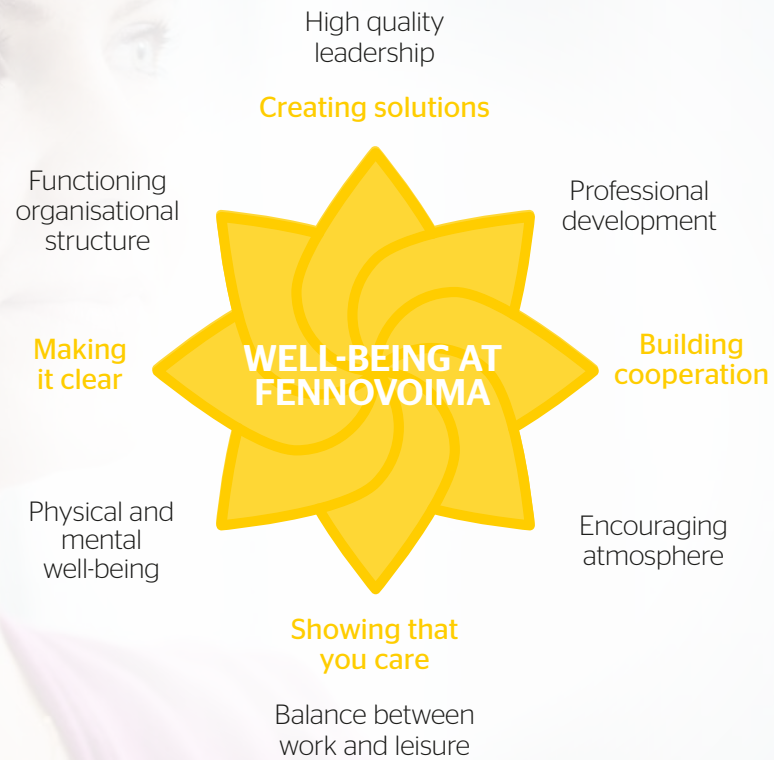 High quality
leadership
Creating solutions
Functioning
organisational
structure
Professional
development
Making
it clear
WELL-BEING AT
FENNOVOIMA
Building
cooperation
Physical and
mental
well-being
Encouraging
atmosphere
Showing that
you care
Balance between
work and leisure